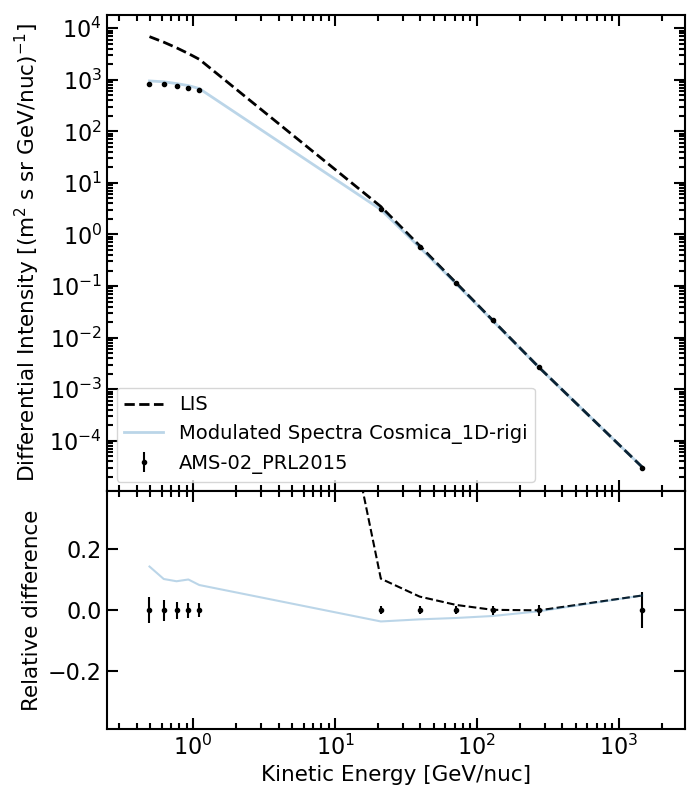 Differential Intensity [(m² s sr GeV/nuc)⁻¹]
10⁴
10³
10²
10¹
10⁰
10⁻¹
10⁻²
10⁻³
10⁻⁴
LIS
Modulated Spectra Cosmica_1D-rigi
AMS-02_PRL2015
Relative difference
0.2
0.0
−0.2
10⁰ 10¹ 10² 10³
Kinetic Energy [GeV/nuc]